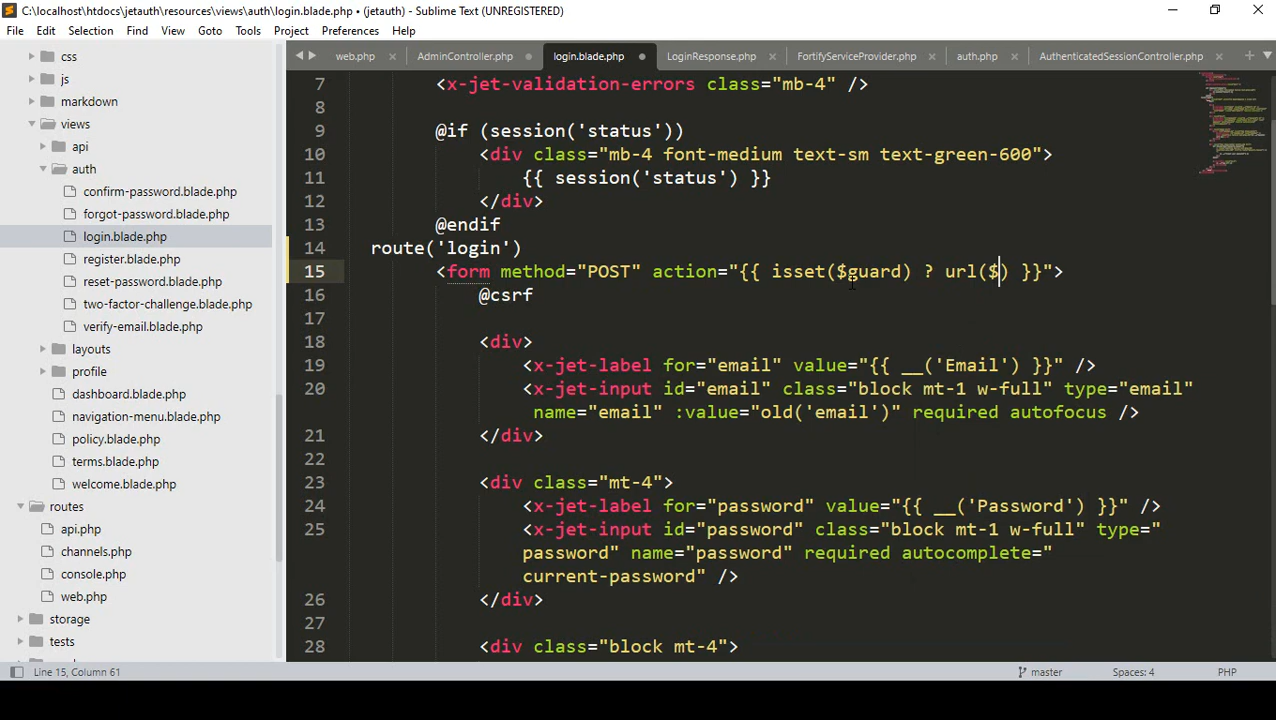 C:\localhost\htdocs\jetauth\resources\views\auth\login.blade.php • (jetauth) - Sublime Text (UNREGISTERED)
File Edit Selection Find View Goto Tools Project Preferences Help
web.php AdminController.php login.blade.php LoginResponse.php FortifyServiceProvider.php auth.php AuthenticatedSessionController.php
css
js
markdown
views
api
auth
confirm-password.blade.php
forgot-password.blade.php
login.blade.php
register.blade.php
reset-password.blade.php
two-factor-challenge.blade.php
verify-email.blade.php
layouts
profile
dashboard.blade.php
navigation-menu.blade.php
policy.blade.php
terms.blade.php
welcome.blade.php
routes
api.php
channels.php
console.php
web.php
storage
tests
7 <x-jet-validation-errors class="mb-4" />
8
9 @if (session('status'))
10 <div class="mb-4 font-medium text-sm text-green-600">
11 {{ session('status') }}
12 </div>
13 @endif
14 route('login')
15 <form method="POST" action="{{ isset($guard) ? url($) }}">
16 @csrf
17
18 <div>
19 <x-jet-label for="email" value="{{ __('Email') }}" />
20 <x-jet-input id="email" class="block mt-1 w-full" type="email"
name="email" :value="old('email')" required autofocus />
21 </div>
22
23 <div class="mt-4">
24 <x-jet-label for="password" value="{{ __('Password') }}" />
25 <x-jet-input id="password" class="block mt-1 w-full" type="
password" name="password" required autocomplete="
current-password" />
26 </div>
27
28 <div class="block mt-4">
Line 15, Column 61 master Spaces: 4 PHP